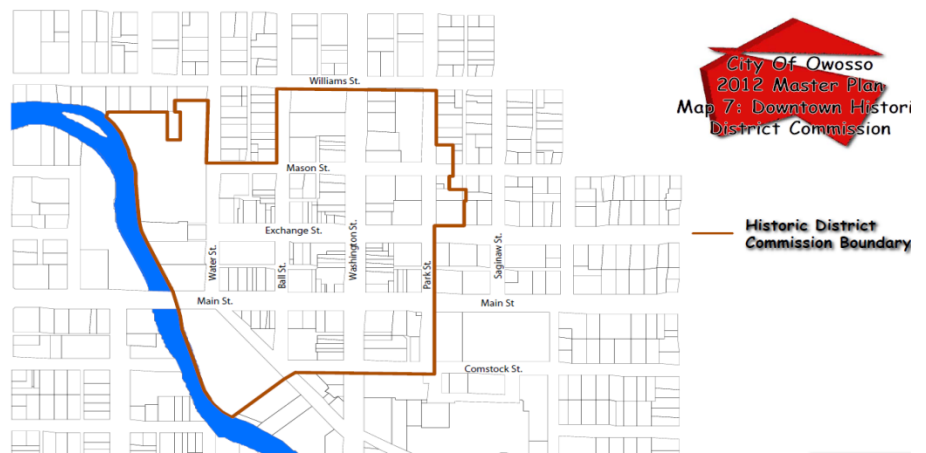 City Of Owosso
2012 Master Plan
Map 7: Downtown Histori
District Commission
Williams St.
Mason St.
Historic District
Commission Boundary
Exchange St.
Water St.
Ball St.
Washington St.
Park St.
Saginaw St.
Main St.
Main St
Comstock St.